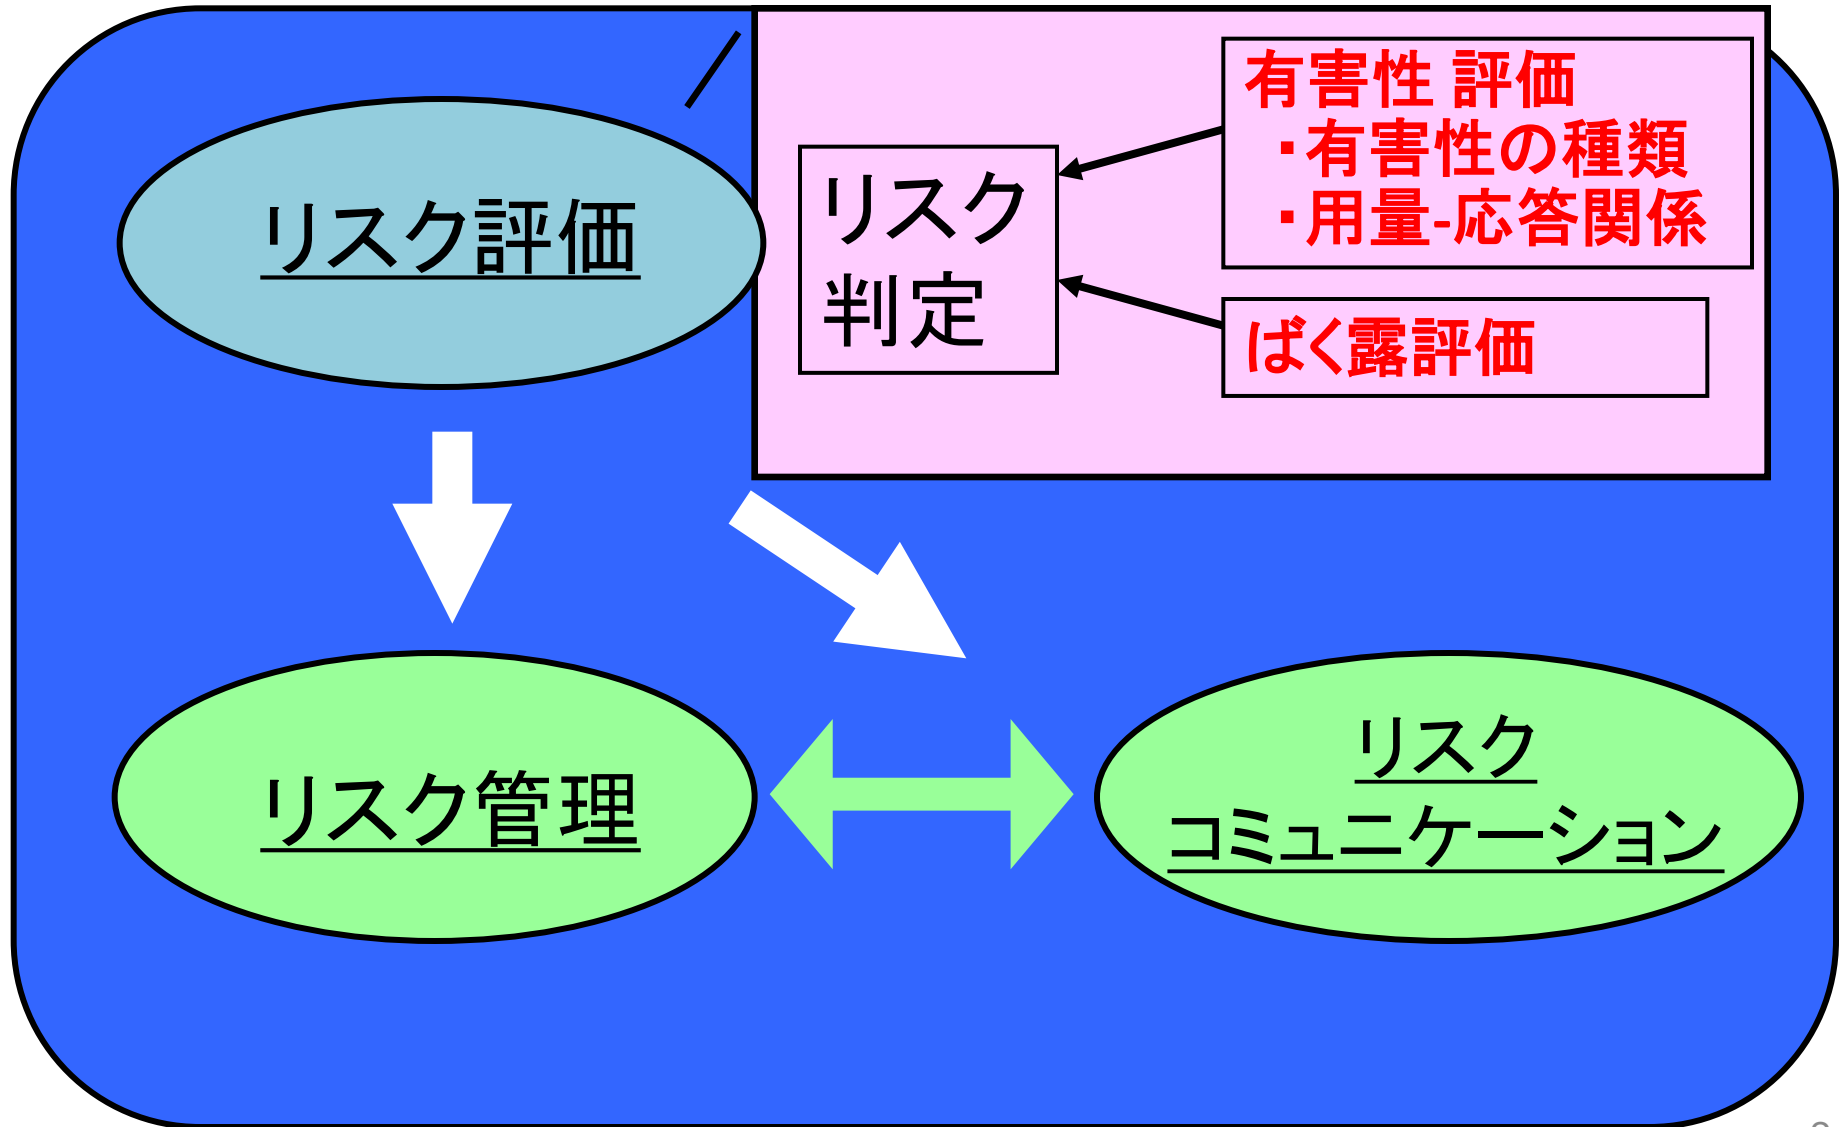 リスク評価
リスク
判定
有害性 評価
・有害性の種類
・用量-応答関係
ばく露評価
リスク管理
リスク
コミュニケーション